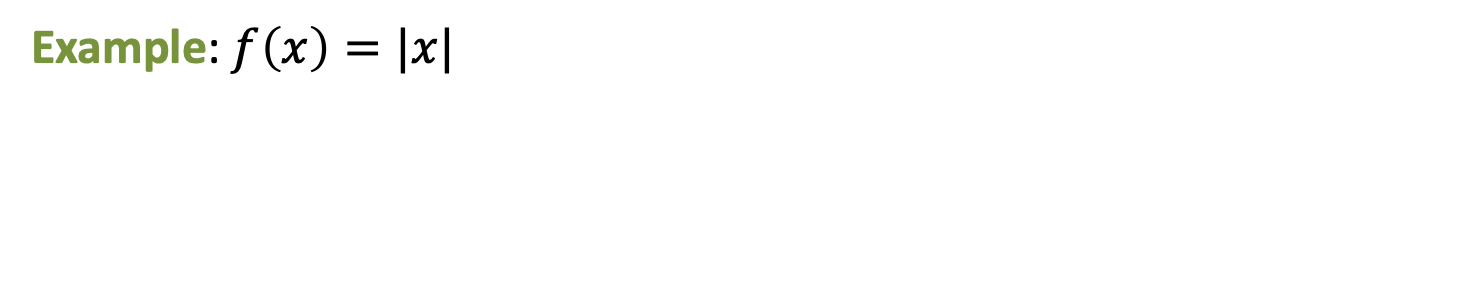 Example: 𝑓(𝑥) = |𝑥|